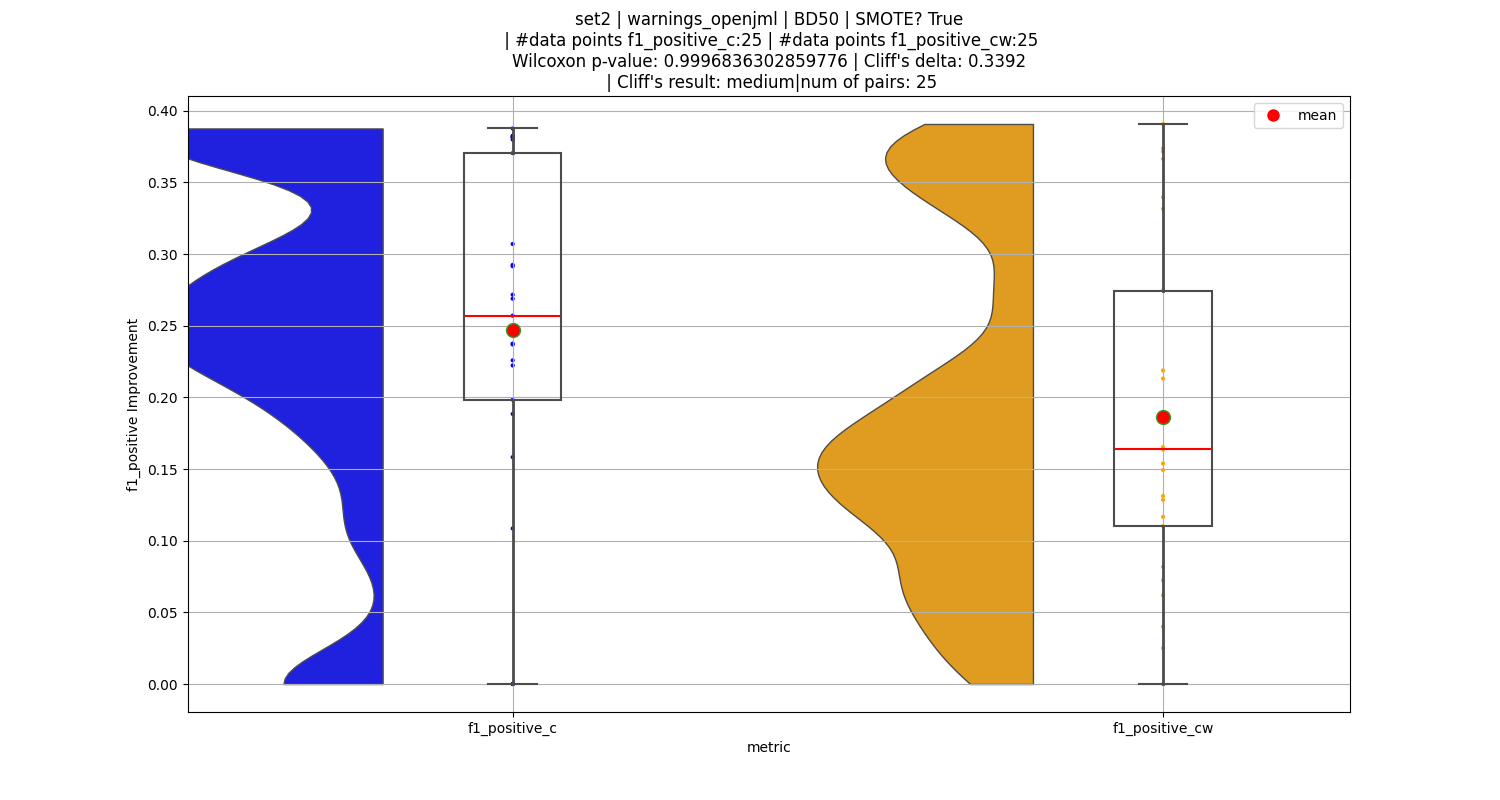 set2 | warnings_openjml | BD50 | SMOTE? True
| #data points f1_positive_c:25 | #data points f1_positive_cw:25
Wilcoxon p-value: 0.9996836302859776 | Cliff's delta: 0.3392
| Cliff's result: medium|num of pairs: 25
mean
0.40
0.35
0.30
0.25
0.20
0.15
0.10
0.05
0.00
f1_positive Improvement
f1_positive_c
f1_positive_cw
metric